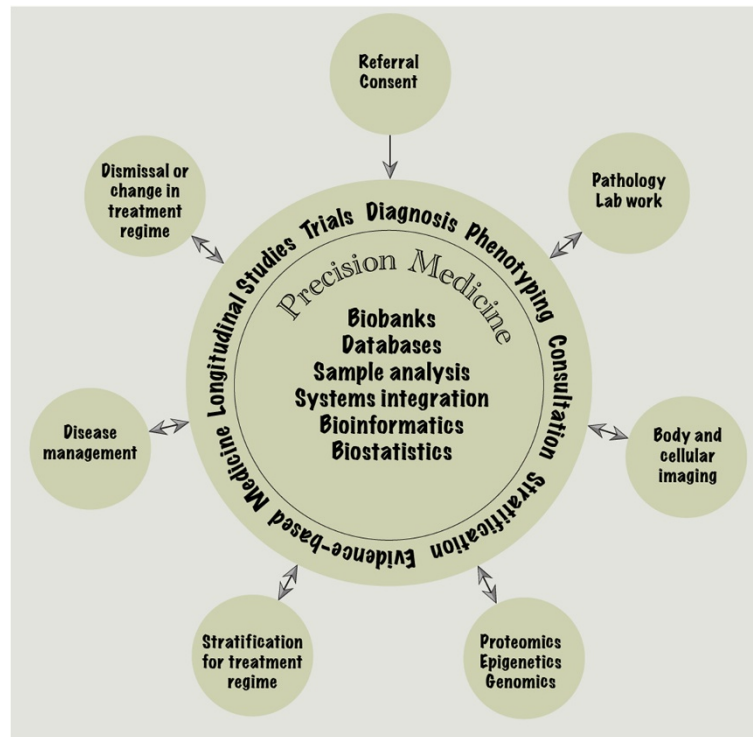 Referral
Consent
Dismissal or
change in
treatment
regime
Pathology
Lab work
Longitudinal Studies Trials Diagnosis Phenotyping Consultation Stratification Evidence-based Medicine
Precision Medicine
Biobanks
Databases
Sample analysis
Systems integration
Bioinformatics
Biostatistics
Disease
management
Body and
cellular
imaging
Stratification
for treatment
regime
Proteomics
Epigenetics
Genomics